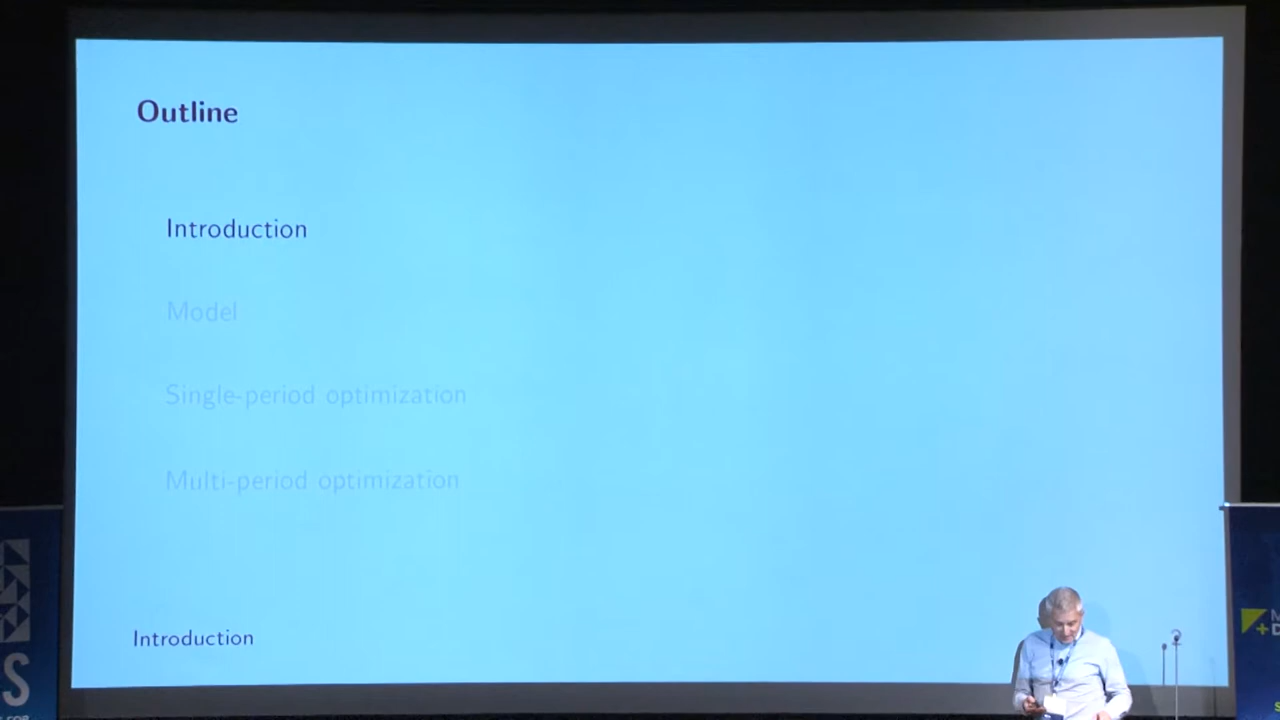 Outline
Introduction
Model
Single-period optimization
Multi-period optimization
Introduction
S